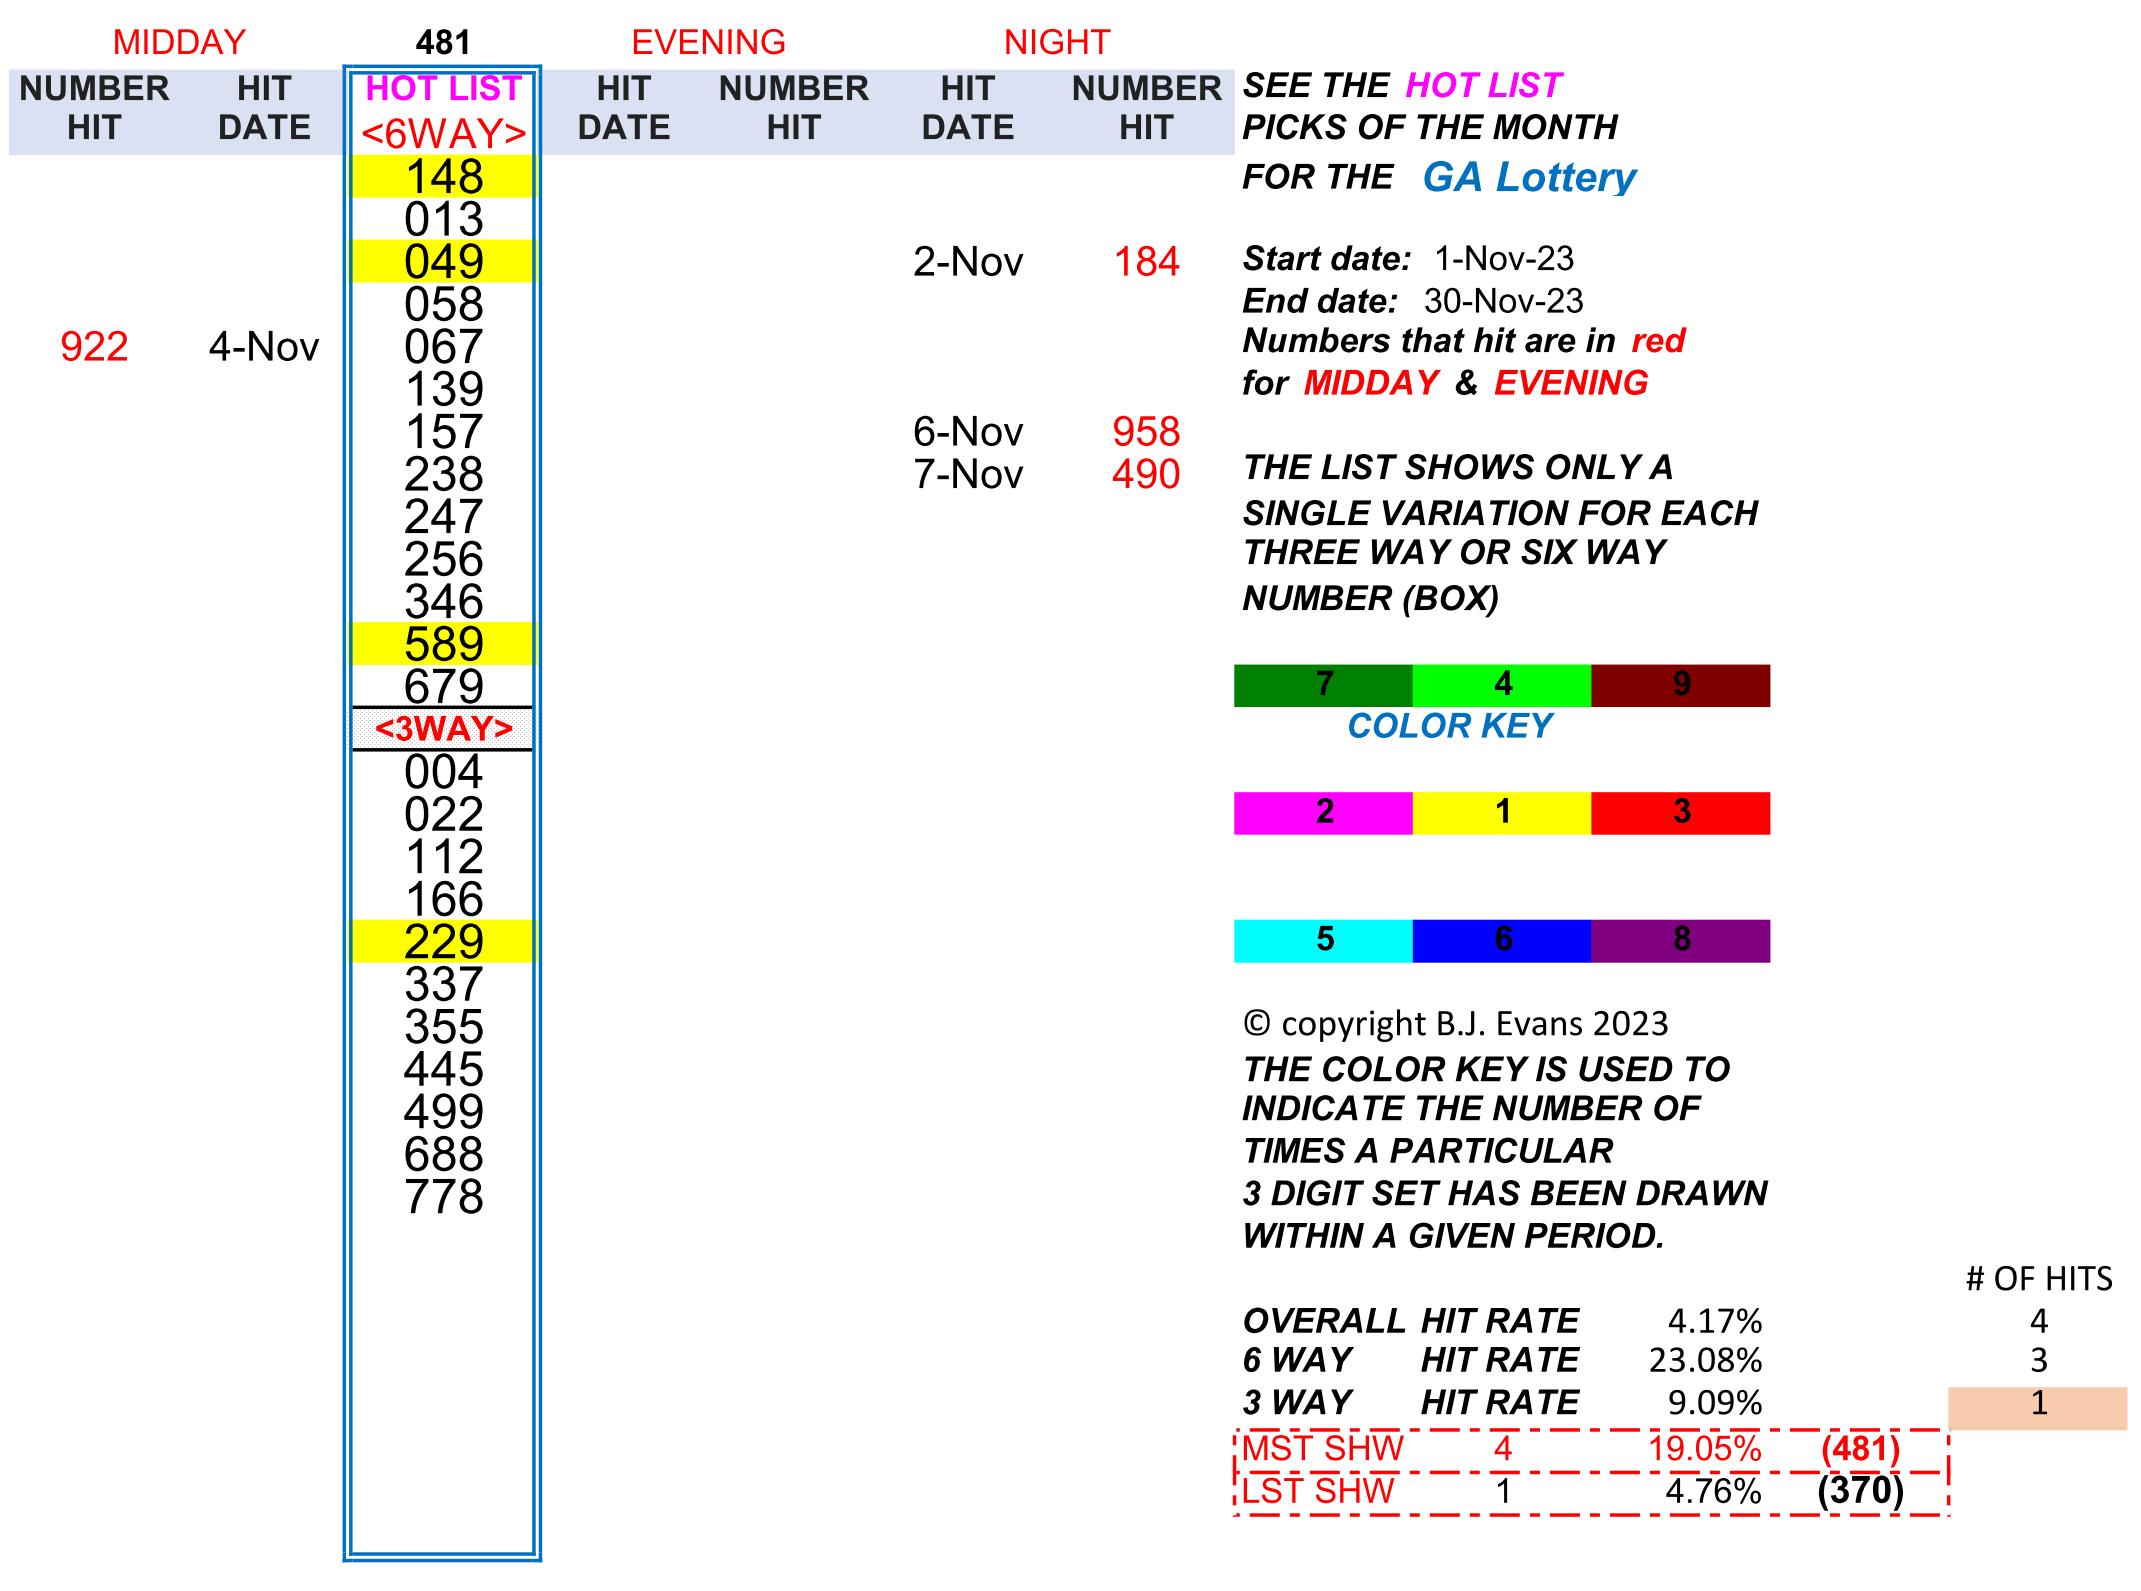 MIDDAY 481 EVENING NIGHT
NUMBER HIT HOT LIST HIT NUMBER HIT NUMBER SEE THE HOT LIST
HIT DATE <6WAY> DATE HIT DATE HIT PICKS OF THE MONTH
148 FOR THE GA Lottery
013
049 2-Nov 184 Start date: 1-Nov-23
058 End date: 30-Nov-23
922 4-Nov 067 Numbers that hit are in red
139 for MIDDAY & EVENING
157 6-Nov 958
238 7-Nov 490 THE LIST SHOWS ONLY A
247 SINGLE VARIATION FOR EACH
256 THREE WAY OR SIX WAY
346 NUMBER (BOX)
589
679 7 4 9
<3WAY> COLOR KEY
004
022 2 1 3
112
166
229 5 6 8
337
355 © copyright B.J. Evans 2023
445 THE COLOR KEY IS USED TO
499 INDICATE THE NUMBER OF
688 TIMES A PARTICULAR
778 3 DIGIT SET HAS BEEN DRAWN
WITHIN A GIVEN PERIOD.
# OF HITS
OVERALL HIT RATE 4.17% 4
6 WAY HIT RATE 23.08% 3
3 WAY HIT RATE 9.09% 1
MST SHW 4 19.05% (481)
LST SHW 1 4.76% (370)